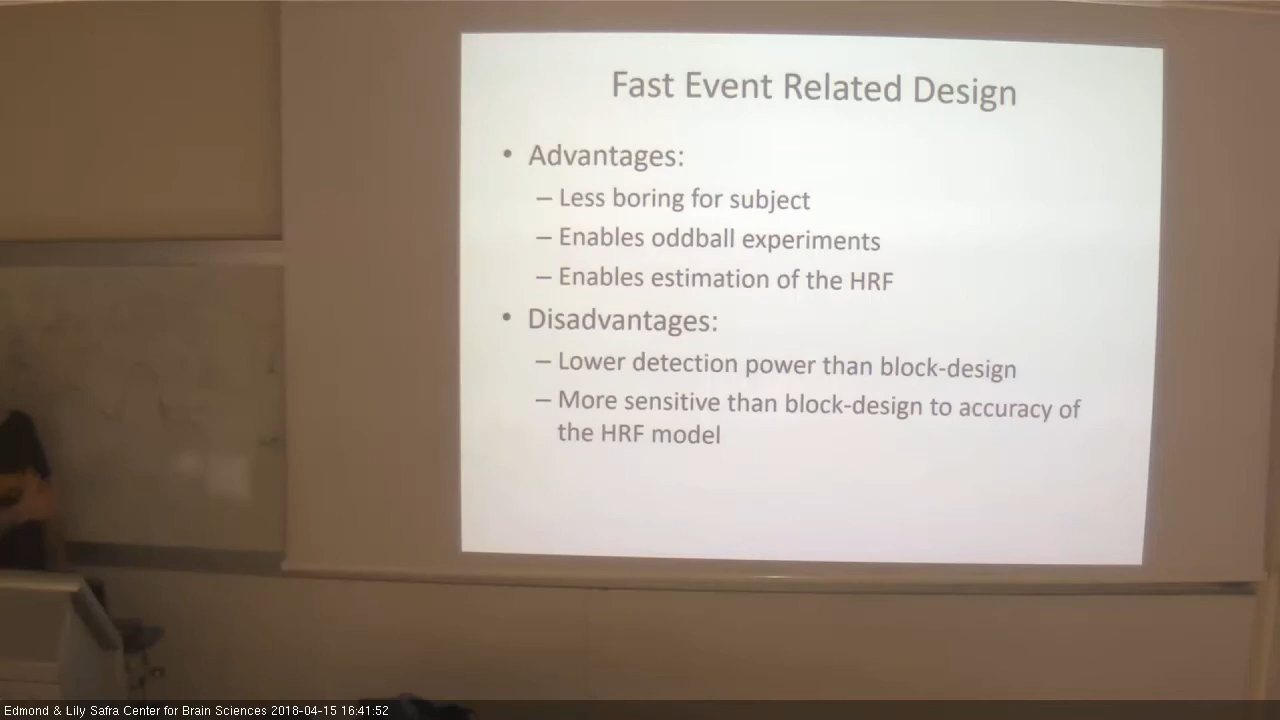 Fast Event Related Design
• Advantages:
– Less boring for subject
– Enables oddball experiments
– Enables estimation of the HRF
• Disadvantages:
– Lower detection power than block-design
– More sensitive than block-design to accuracy of
the HRF model
Edmond & Lily Safra Center for Brain Sciences 2018-04-15 16:41:52